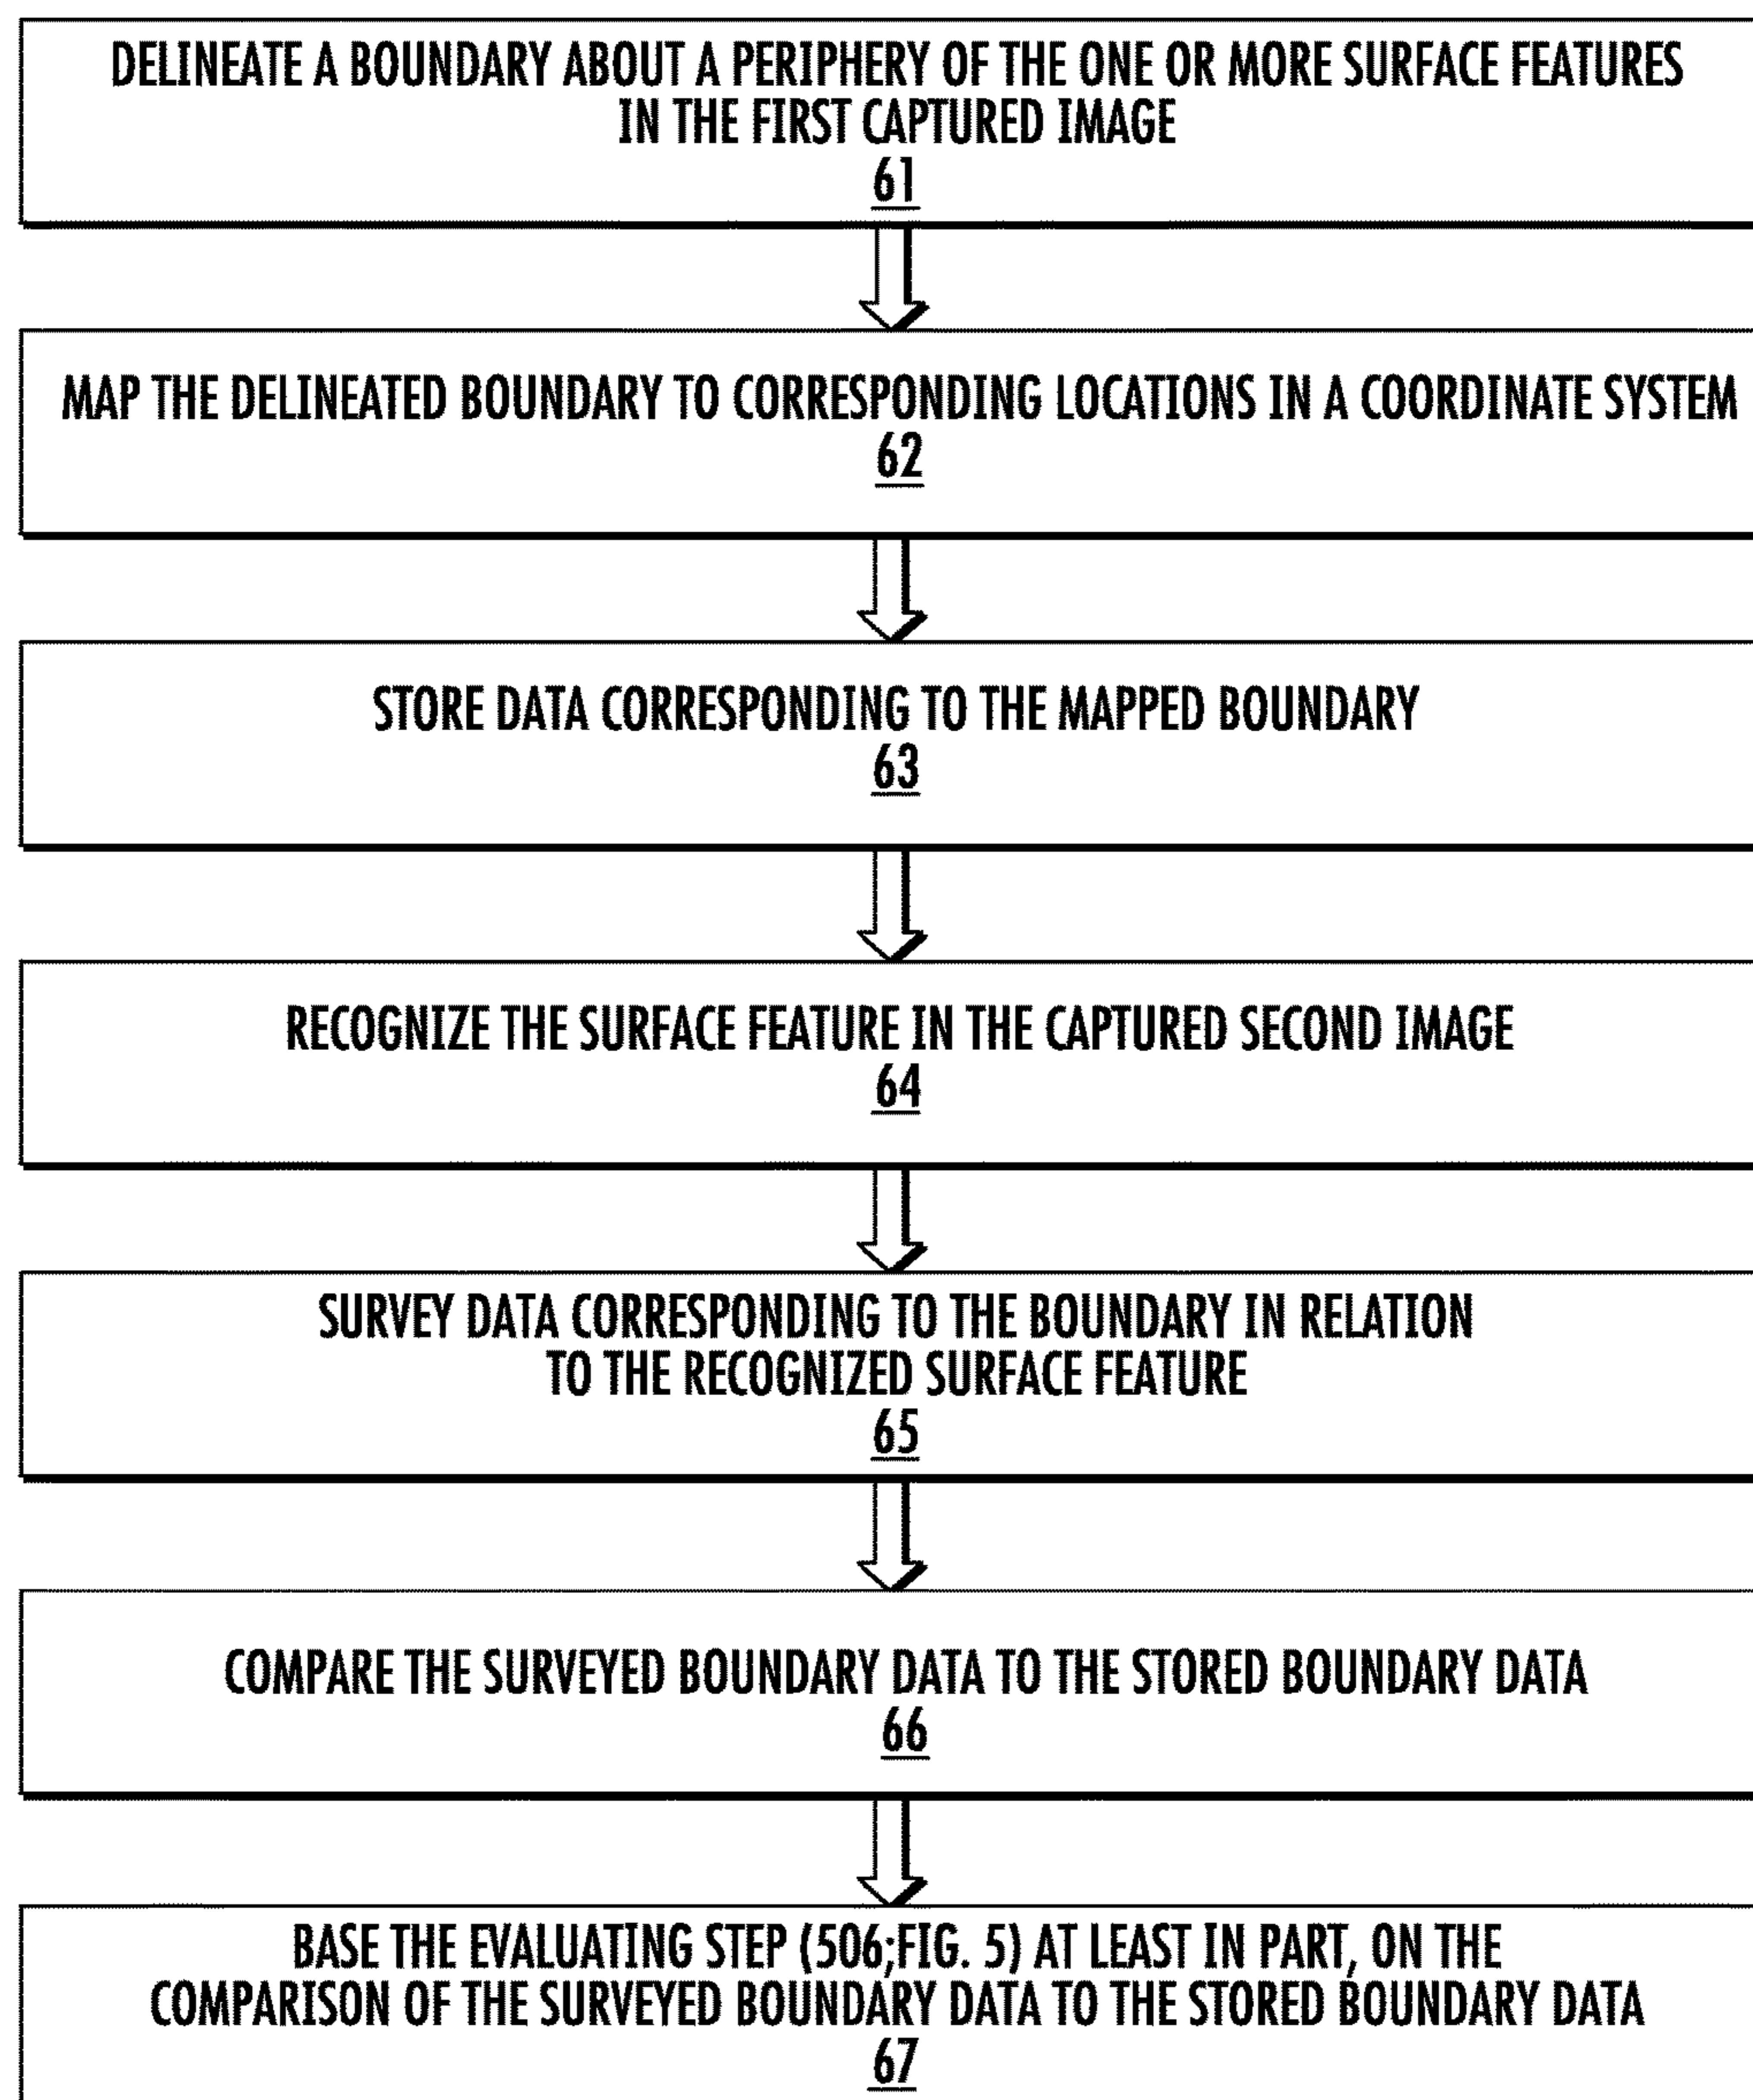 DELINEATE A BOUNDARY ABOUT A PERIPHERY OF THE ONE OR MORE SURFACE FEATURES
IN THE FIRST CAPTURED IMAGE
61
MAP THE DELINEATED BOUNDARY TO CORRESPONDING LOCATIONS IN A COORDINATE SYSTEM
62
STORE DATA CORRESPONDING TO THE MAPPED BOUNDARY
63
RECOGNIZE THE SURFACE FEATURE IN THE CAPTURED SECOND IMAGE
64
SURVEY DATA CORRESPONDING TO THE BOUNDARY IN RELATION
TO THE RECOGNIZED SURFACE FEATURE
65
COMPARE THE SURVEYED BOUNDARY DATA TO THE STORED BOUNDARY DATA
66
BASE THE EVALUATING STEP (506;FIG. 5) AT LEAST IN PART, ON THE
COMPARISON OF THE SURVEYED BOUNDARY DATA TO THE STORED BOUNDARY DATA
67